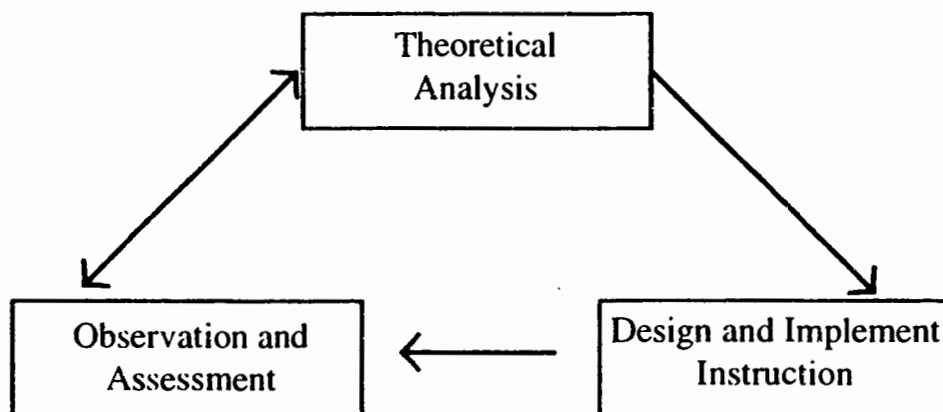 Theoretical
Analysis
Observation and
Assessment
Design and Implement
Instruction